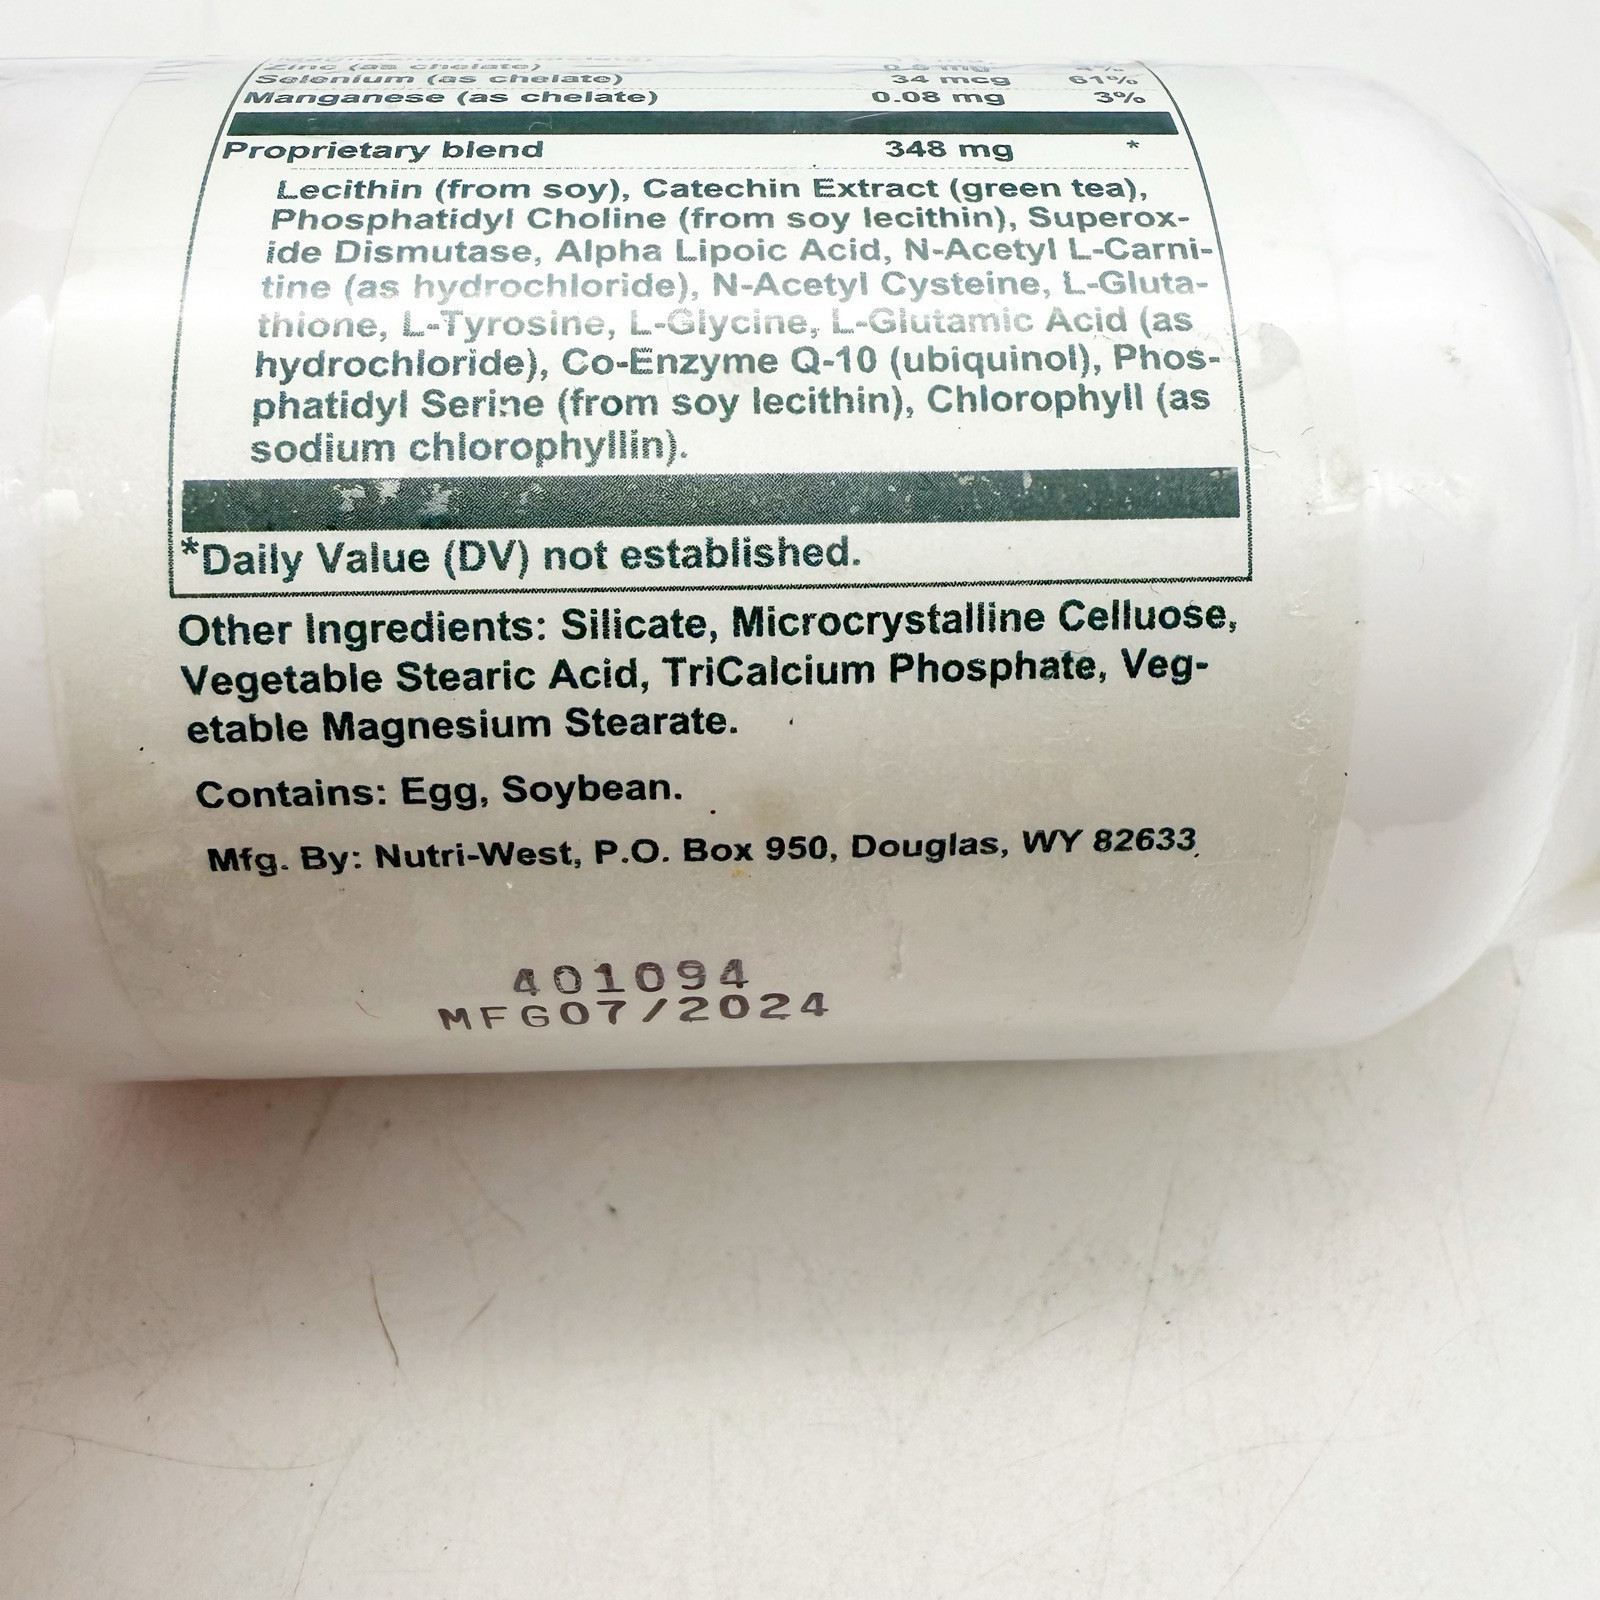 Zinc (as chelate)
Selenium (as chelate) 34 mcg 61%
Manganese (as chelate) 0.08 mg 3%
Proprietary blend 348 mg *
Lecithin (from soy), Catechin Extract (green tea),
Phosphatidyl Choline (from soy lecithin), Superox-
ide Dismutase, Alpha Lipoic Acid, N-Acetyl L-Carni-
tine (as hydrochloride), N-Acetyl Cysteine, L-Gluta-
thione, L-Tyrosine, L-Glycine, L-Glutamic Acid (as
hydrochloride), Co-Enzyme Q-10 (ubiquinol), Phos-
phatidyl Serine (from soy lecithin), Chlorophyll (as
sodium chlorophyllin).
*Daily Value (DV) not established.
Other Ingredients: Silicate, Microcrystalline Celluose,
Vegetable Stearic Acid, TriCalcium Phosphate, Veg-
etable Magnesium Stearate.
Contains: Egg, Soybean.
Mfg. By: Nutri-West, P.O. Box 950, Douglas, WY 82633.
401094
MFG07/2024